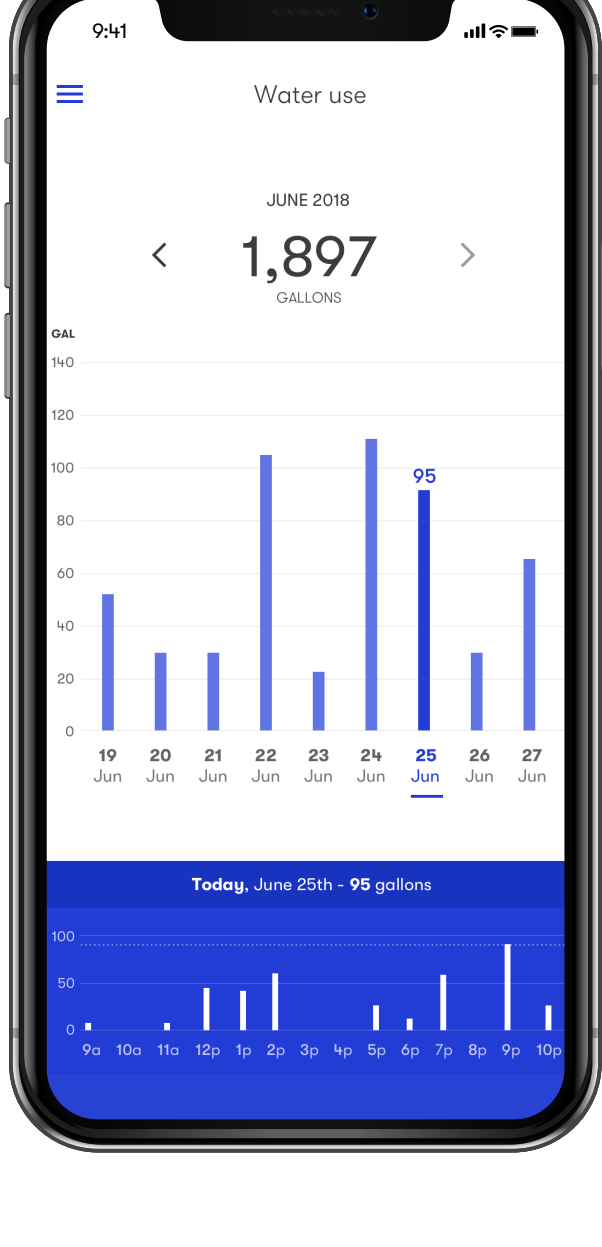 9:41
Water use
JUNE 2018
1,897
GALLONS
GAL
140
120
100
95
80
60
40
20
0
19 20 21 22 23 24 25 26 27
Jun Jun Jun Jun Jun Jun Jun Jun Jun
Today, June 25th - 95 gallons
100
50
0
9a 10a 11a 12p 1p 2p 3p 4p 5p 6p 7p 8p 9p 10p